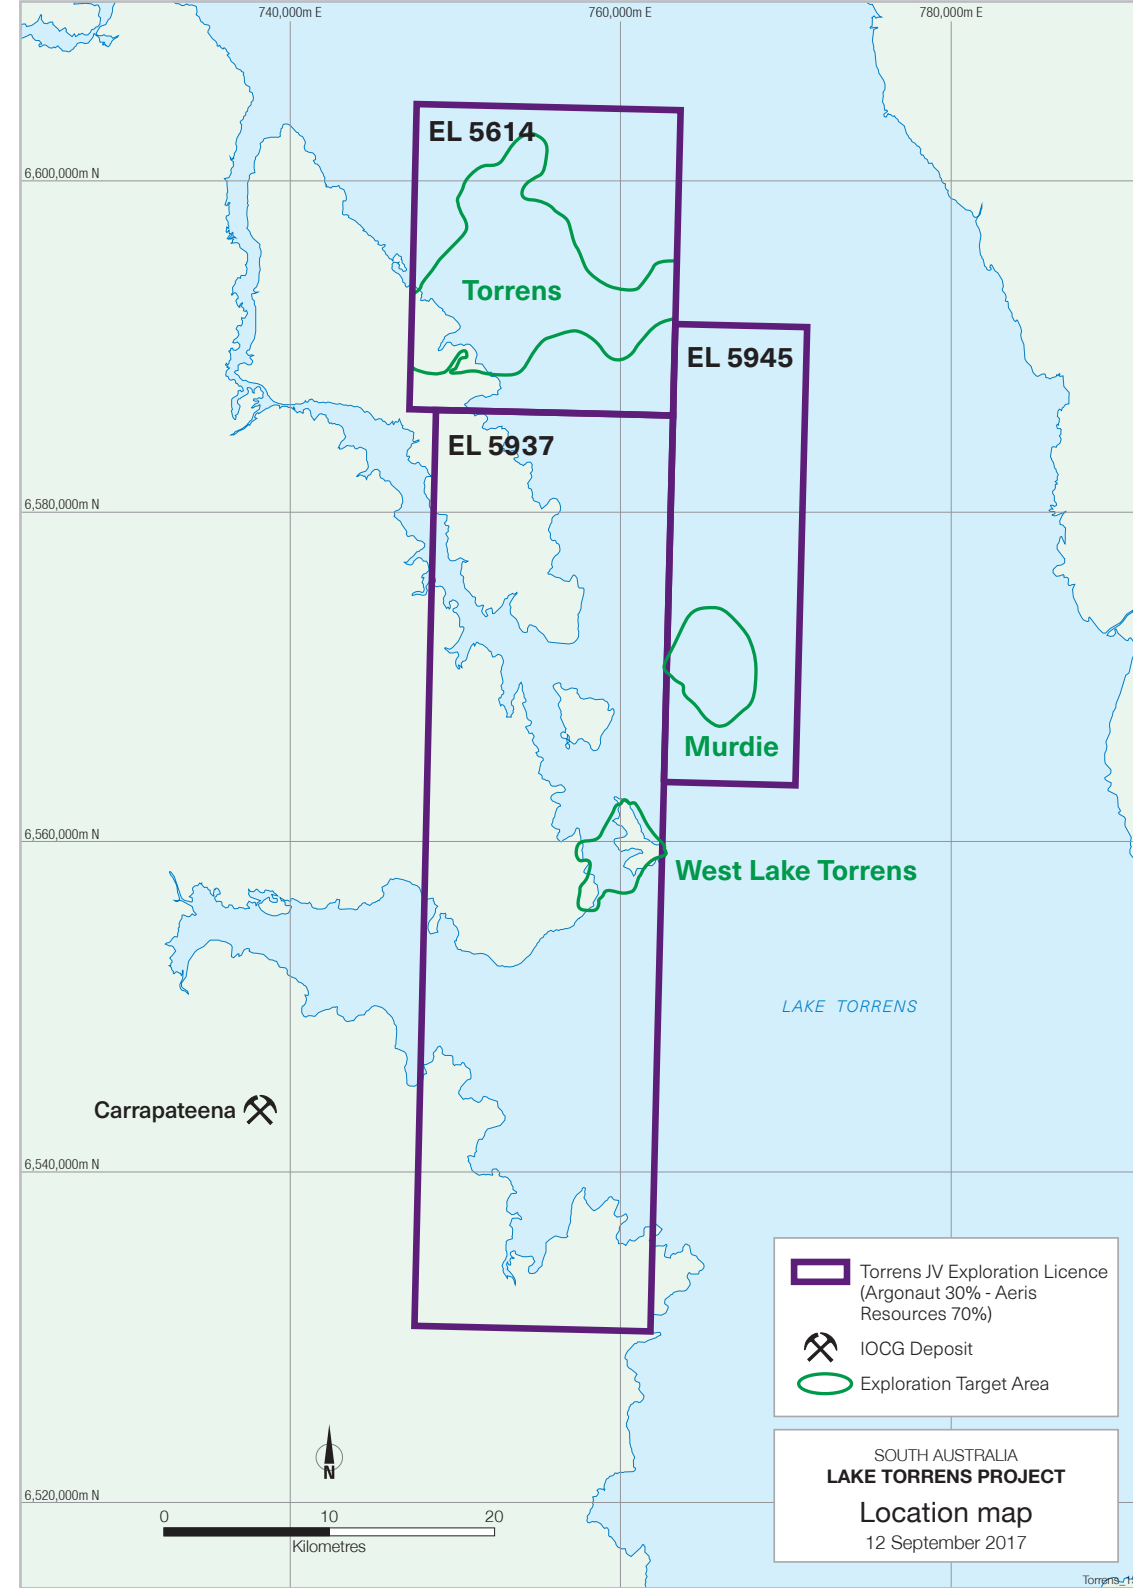 740,000m E
760,000m E
780,000m E
EL 5614
6,600,000m N
Torrens
EL 5945
EL 5937
6,580,000m N
Murdie
6,560,000m N
West Lake Torrens
LAKE TORRENS
Carrapateena
6,540,000m N
Torrens JV Exploration Licence
(Argonaut 30% - Aeris
Resources 70%)
IOCG Deposit
Exploration Target Area
N
SOUTH AUSTRALIA
LAKE TORRENS PROJECT
Location map
12 September 2017
6,520,000m N
0 10 20
Kilometres